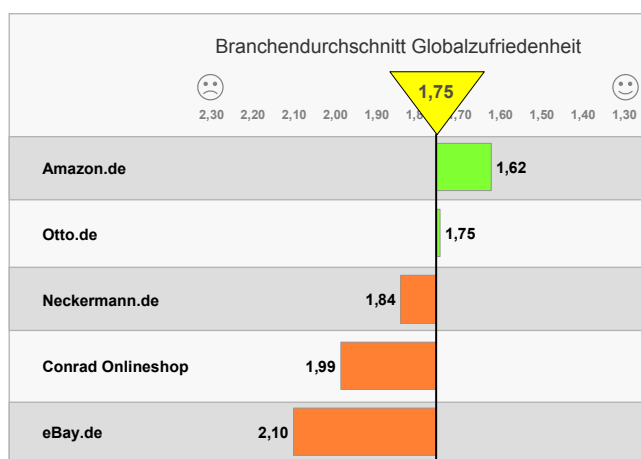 Branchendurchschnitt Globalzufriedenheit
1,75
2,30 2,20 2,10 2,00 1,90 1,8 1,70 1,60 1,50 1,40 1,30
Amazon.de 1,62
Otto.de 1,75
Neckermann.de 1,84
Conrad Onlineshop 1,99
eBay.de 2,10